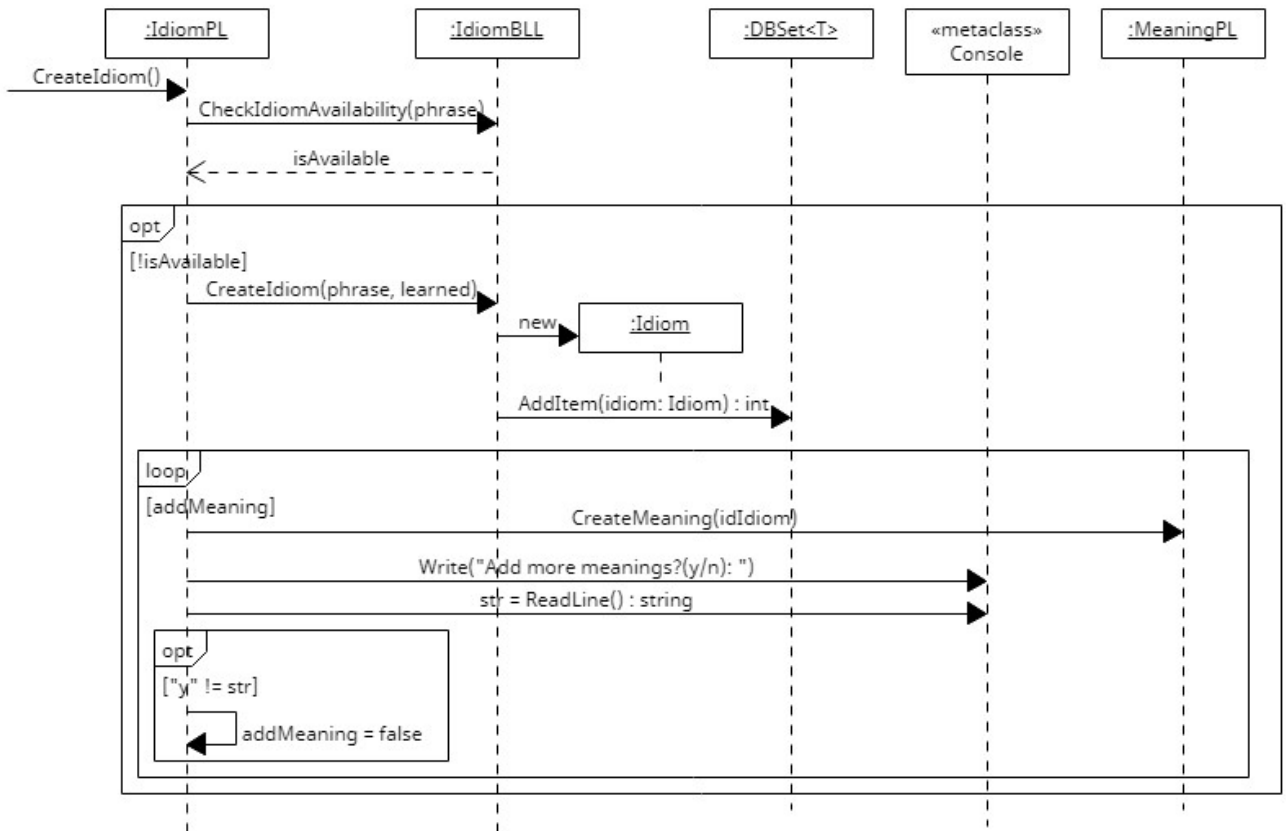 :IdiomPL
:IdiomBLL
:DBSet<T>
«metaclass»
Console
:MeaningPL
CreateIdiom()
CheckIdiomAvailability(phrase)
isAvailable
opt
[!isAvailable]
CreateIdiom(phrase, learned)
new
:Idiom
AddItem(idiom: Idiom) : int
loop
[addMeaning]
CreateMeaning(idIdiom)
Write("Add more meanings?(y/n): ")
str = ReadLine() : string
opt
["y" != str]
addMeaning = false